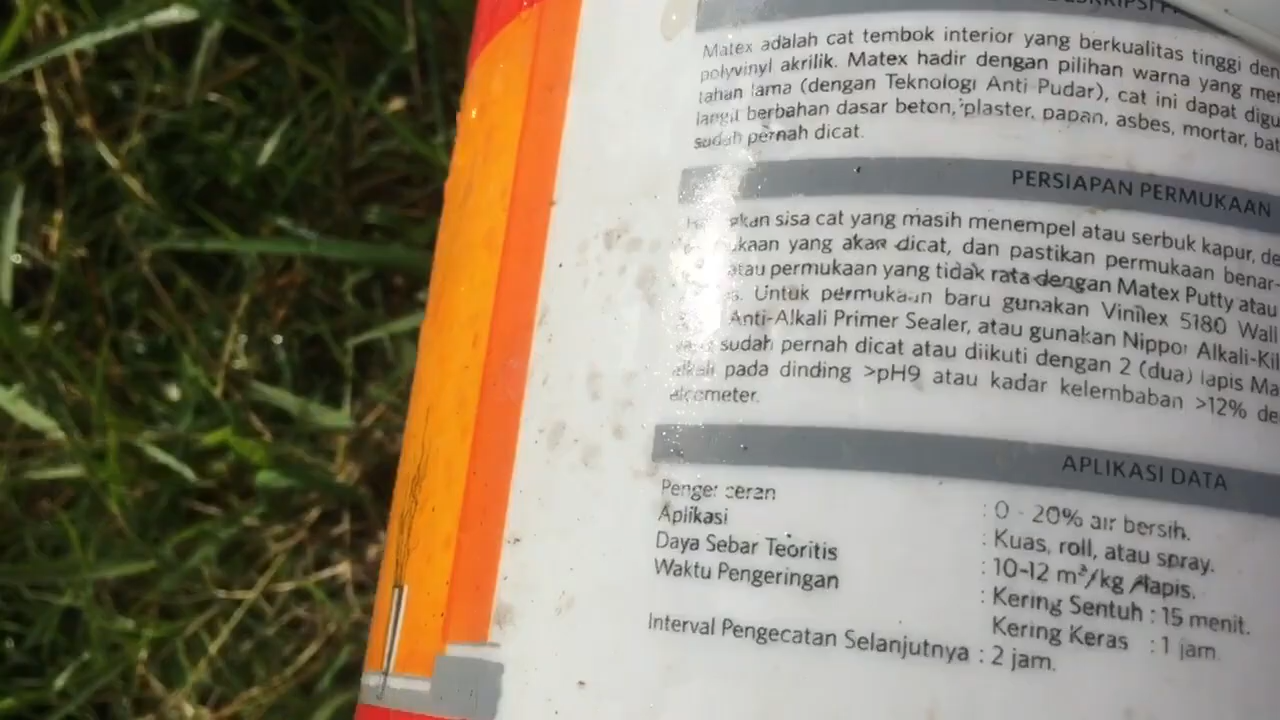 Matex adalah cat tembok interior yang berkualitas tinggi den
polyvinyl akrilik. Matex hadir dengan pilihan warna yang mer
tahan lama (dengan Teknologi Anti Pudar), cat ini dapat digu
langit berbahan dasar beton, plaster, papan, asbes, mortar, bat
sudah pernah dicat.
PERSIAPAN PERMUKAAN
sisa cat yang masih menempel atau serbuk kapur, de
yang akan dicat, dan pastikan permukaan benar-
atau permukaan yang tidak rata dengan Matex Putty atau
Untuk permukaan baru gunakan Vinilex 5180 Wall
Anti-Alkali Primer Sealer, atau gunakan Nippon Alkali-Kil
sudah pernah dicat atau diikuti dengan 2 (dua) lapis Ma
alkali pada dinding >pH9 atau kadar kelembaban >12% de
APLIKASI DATA
Pengenceran : 0 - 20% air bersih.
Aplikasi : Kuas, roll, atau spray.
Daya Sebar Teoritis : 10-12 m²/kg /lapis.
Waktu Pengeringan : Kering Sentuh : 15 menit.
Kering Keras : 1 jam.
Interval Pengecatan Selanjutnya : 2 jam.